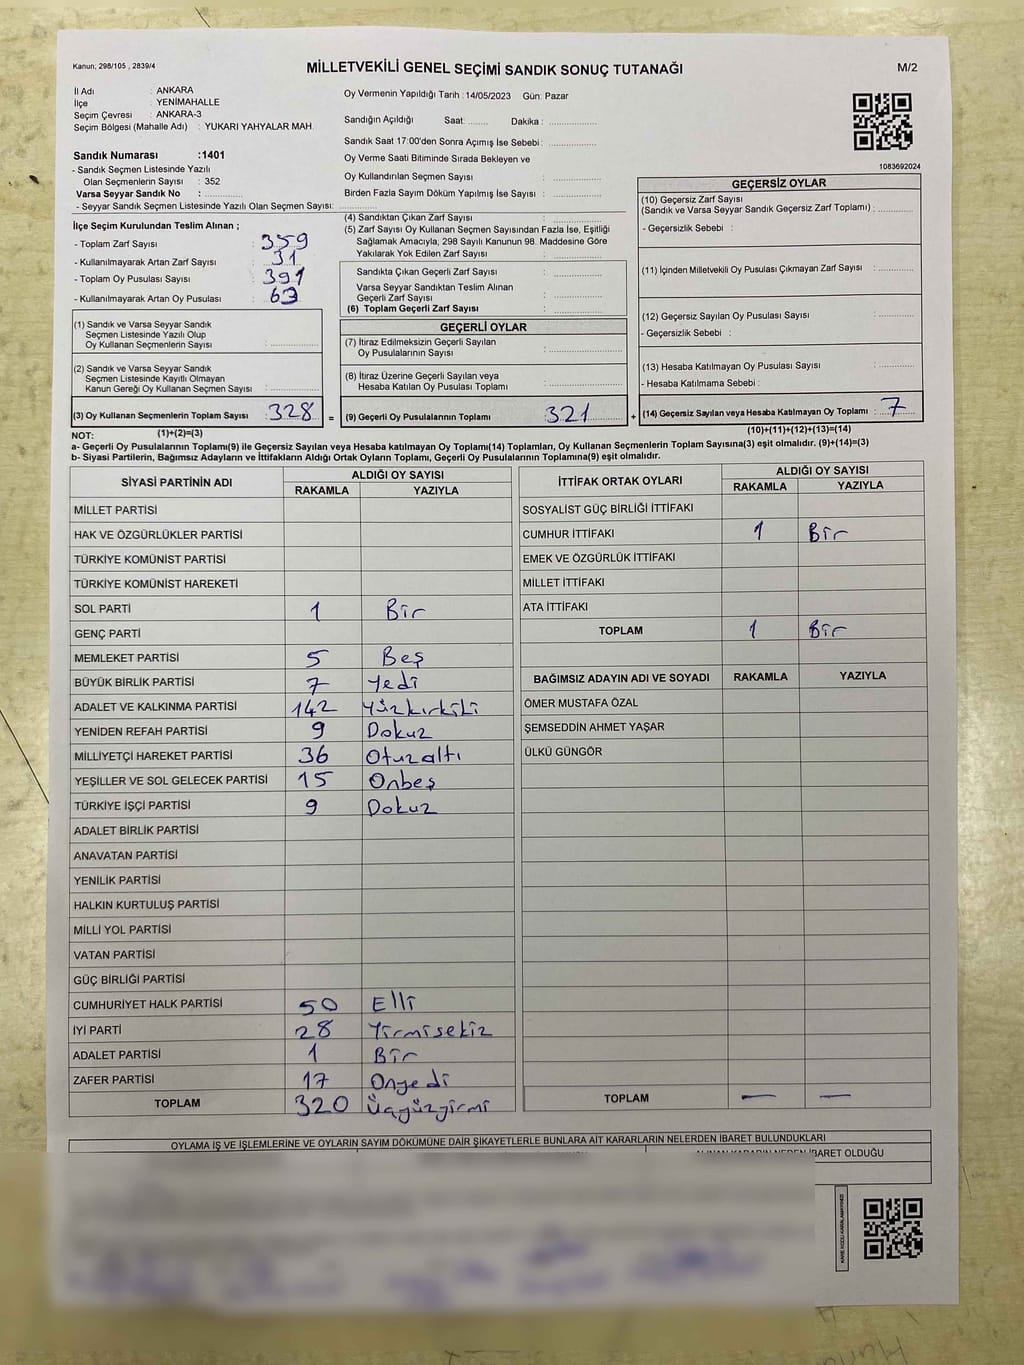 Kanun; 298/105 , 2839/4
MİLLETVEKİLİ GENEL SEÇİMİ SANDIK SONUÇ TUTANAĞI
M/2
İl Adı : ANKARA
İlçe : YENİMAHALLE
Seçim Çevresi : ANKARA-3
Seçim Bölgesi (Mahalle Adı) : YUKARI YAHYALAR MAH.
Sandık Numarası :1401
- Sandık Seçmen Listesinde Yazılı
Olan Seçmenlerin Sayısı : 352
Varsa Seyyar Sandık No : ............
- Seyyar Sandık Seçmen Listesinde Yazılı Olan Seçmen Sayısı: ............
Oy Vermenin Yapıldığı Tarih : 14/05/2023 Gün: Pazar
Sandığın Açıldığı Saat: ........ Dakika : ................
Sandık Saat 17:00'den Sonra Açımış İse Sebebi : ................
Oy Verme Saati Bitiminde Sırada Bekleyen ve
Oy Kullandırılan Seçmen Sayısı : ................
Birden Fazla Sayım Döküm Yapılmış İse Sayısı : ................
1083692024
İlçe Seçim Kurulundan Teslim Alınan ;
- Toplam Zarf Sayısı : 359
- Kullanılmayarak Artan Zarf Sayısı : 31
- Toplam Oy Pusulası Sayısı : 391
- Kullanılmayarak Artan Oy Pusulası : 63
(1) Sandık ve Varsa Seyyar Sandık
Seçmen Listesinde Yazılı Olup
Oy Kullanan Seçmenlerin Sayısı : ............
(2) Sandık ve Varsa Seyyar Sandık
Seçmen Listesinde Kayıtlı Olmayan
Kanun Gereği Oy Kullanan Seçmen Sayısı : ............
(3) Oy Kullanan Seçmenlerin Toplam Sayısı : 328 =
(4) Sandıktan Çıkan Zarf Sayısı : ............
(5) Zarf Sayısı Oy Kullanan Seçmen Sayısından Fazla İse, Eşitliği
Sağlamak Amacıyla, 298 Sayılı Kanunun 98. Maddesine Göre
Yakılarak Yok Edilen Zarf Sayısı : ............
Sandıkta Çıkan Geçerli Zarf Sayısı : ............
Varsa Seyyar Sandıktan Teslim Alınan
Geçerli Zarf Sayısı : ............
(6) Toplam Geçerli Zarf Sayısı : ............
GEÇERLİ OYLAR
(7) İtiraz Edilmeksizin Geçerli Sayılan
Oy Pusulalarının Sayısı : ............
(8) İtiraz Üzerine Geçerli Sayılan veya
Hesaba Katılan Oy Pusulası Toplamı : ............
(9) Geçerli Oy Pusulalarının Toplamı : 321 +
GEÇERSİZ OYLAR
(10) Geçersiz Zarf Sayısı
(Sandık ve Varsa Seyyar Sandık Geçersiz Zarf Toplamı) : ............
- Geçersizlik Sebebi :
(11) İçinden Milletvekili Oy Pusulası Çıkmayan Zarf Sayısı : ............
(12) Geçersiz Sayılan Oy Pusulası Sayısı : ............
- Geçersizlik Sebebi :
(13) Hesaba Katılmayan Oy Pusulası Sayısı : ............
- Hesaba Katılmama Sebebi :
(14) Geçersiz Sayılan veya Hesaba Katılmayan Oy Toplamı : 7
NOT: (1)+(2)=(3) (10)+(11)+(12)+(13)=(14)
a- Geçerli Oy Pusulalarının Toplamı(9) ile Geçersiz Sayılan veya Hesaba katılmayan Oy Toplamı(14) Toplamları, Oy Kullanan Seçmenlerin Toplam Sayısına(3) eşit olmalıdır. (9)+(14)=(3)
b- Siyasi Partilerin, Bağımsız Adayların ve İttifakların Aldığı Ortak Oyların Toplamı, Geçerli Oy Pusulalarının Toplamına(9) eşit olmalıdır.
SİYASİ PARTİNİN ADI ALDIĞI OY SAYISI
RAKAMLA YAZIYLA
MİLLET PARTİSİ
HAK VE ÖZGÜRLÜKLER PARTİSİ
TÜRKİYE KOMÜNİST PARTİSİ
TÜRKİYE KOMÜNİST HAREKETİ
SOL PARTİ 1 Bir
GENÇ PARTİ
MEMLEKET PARTİSİ 5 Beş
BÜYÜK BİRLİK PARTİSİ 7 Yedi
ADALET VE KALKINMA PARTİSİ 142 Yüzkırkiki
YENİDEN REFAH PARTİSİ 9 Dokuz
MİLLİYETÇİ HAREKET PARTİSİ 36 Otuzaltı
YEŞİLLER VE SOL GELECEK PARTİSİ 15 Onbeş
TÜRKİYE İŞÇİ PARTİSİ 9 Dokuz
ADALET BİRLİK PARTİSİ
ANAVATAN PARTİSİ
YENİLİK PARTİSİ
HALKIN KURTULUŞ PARTİSİ
MİLLİ YOL PARTİSİ
VATAN PARTİSİ
GÜÇ BİRLİĞİ PARTİSİ
CUMHURİYET HALK PARTİSİ 50 Elli
İYİ PARTİ 28 Yirmisekiz
ADALET PARTİSİ 1 Bir
ZAFER PARTİSİ 17 Onyedi
TOPLAM 320 Üçyüzyirmi
İTTİFAK ORTAK OYLARI ALDIĞI OY SAYISI
RAKAMLA YAZIYLA
SOSYALİST GÜÇ BİRLİĞİ İTTİFAKI
CUMHUR İTTİFAKI 1 Bir
EMEK VE ÖZGÜRLÜK İTTİFAKI
MİLLET İTTİFAKI
ATA İTTİFAKI
TOPLAM 1 Bir
BAĞIMSIZ ADAYIN ADI VE SOYADI RAKAMLA YAZIYLA
ÖMER MUSTAFA ÖZAL
ŞEMSEDDİN AHMET YAŞAR
ÜLKÜ GÜNGÖR
TOPLAM — —
OYLAMA İŞ VE İŞLEMLERİNE VE OYLARIN SAYIM DÖKÜMÜNE DAİR ŞİKAYETLERLE BUNLARA AİT KARARLARIN NELERDEN İBARET BULUNDUKLARI
İBARET OLDUĞU